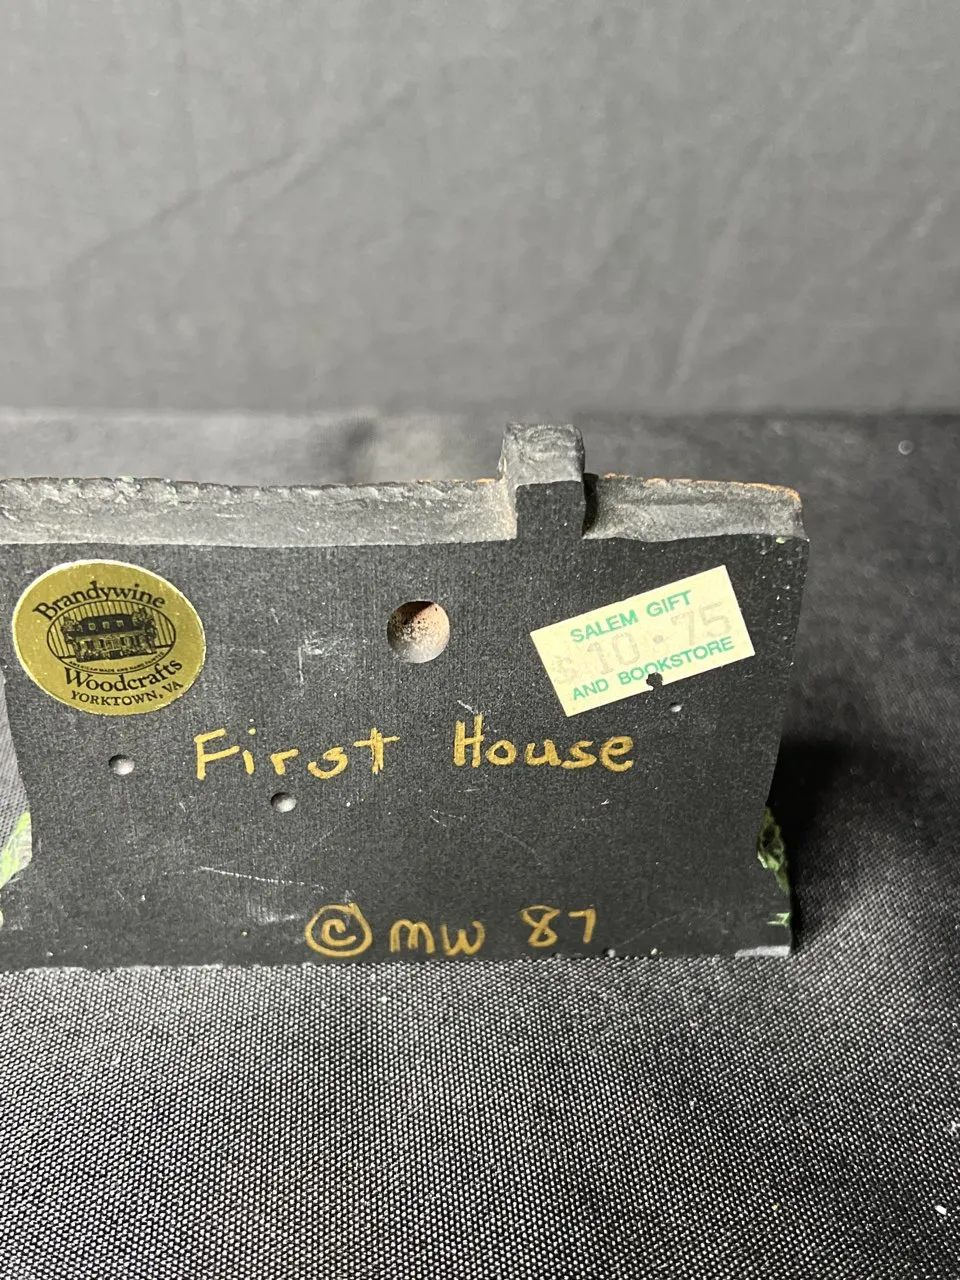 Brandywine
Woodcrafts
YORKTOWN, VA
SALEM GIFT
$10.75
AND BOOKSTORE
First House
© MW 87